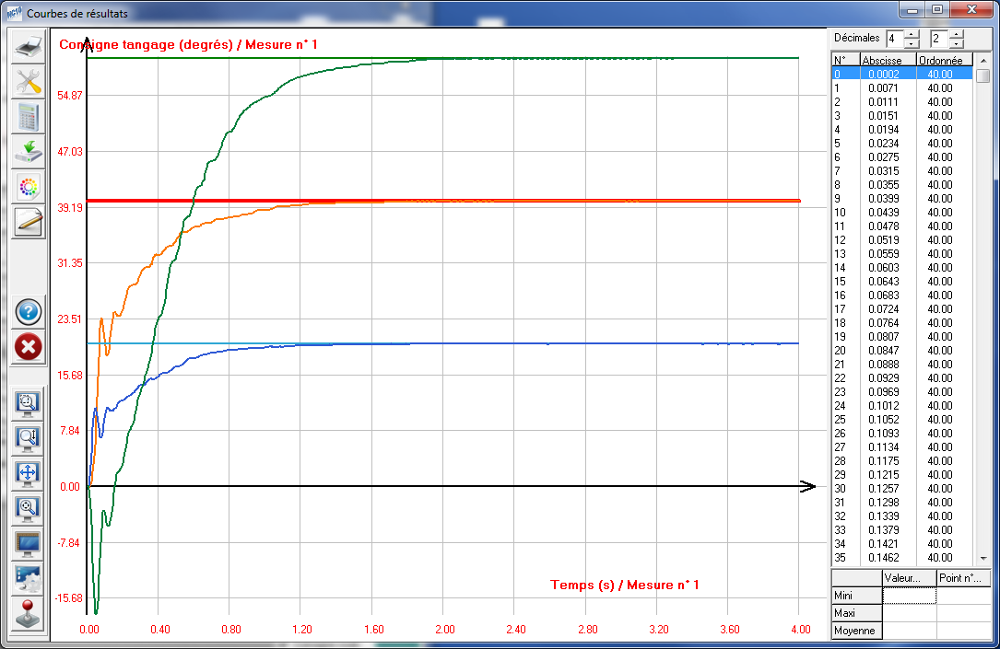 Courbes de résultats
Consigne tangage (degrés) / Mesure n° 1
54.87
47.03
39.19
31.35
23.51
15.68
7.84
0.00
-7.84
-15.68
Temps (s) / Mesure n° 1
0.00 0.40 0.80 1.20 1.60 2.00 2.40 2.80 3.20 3.60 4.00
Décimales 4 2
N° Abscisse Ordonnée
0 0.0002 40.00
1 0.0071 40.00
2 0.0111 40.00
3 0.0151 40.00
4 0.0194 40.00
5 0.0234 40.00
6 0.0275 40.00
7 0.0315 40.00
8 0.0355 40.00
9 0.0399 40.00
10 0.0439 40.00
11 0.0478 40.00
12 0.0519 40.00
13 0.0559 40.00
14 0.0603 40.00
15 0.0643 40.00
16 0.0683 40.00
17 0.0724 40.00
18 0.0764 40.00
19 0.0807 40.00
20 0.0847 40.00
21 0.0888 40.00
22 0.0929 40.00
23 0.0969 40.00
24 0.1012 40.00
25 0.1052 40.00
26 0.1093 40.00
27 0.1134 40.00
28 0.1175 40.00
29 0.1215 40.00
30 0.1257 40.00
31 0.1298 40.00
32 0.1339 40.00
33 0.1379 40.00
34 0.1421 40.00
35 0.1462 40.00
Valeur... Point n°...
Mini
Maxi
Moyenne